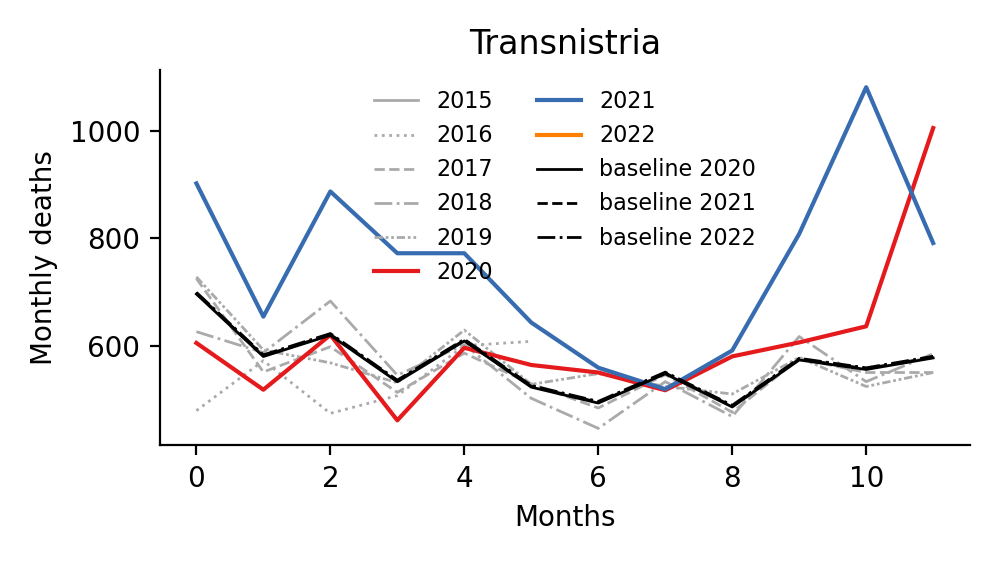 Transnistria
Monthly deaths
1000
800
600
2015
2016
2017
2018
2019
2020
2021
2022
baseline 2020
baseline 2021
baseline 2022
0 2 4 6 8 10
Months